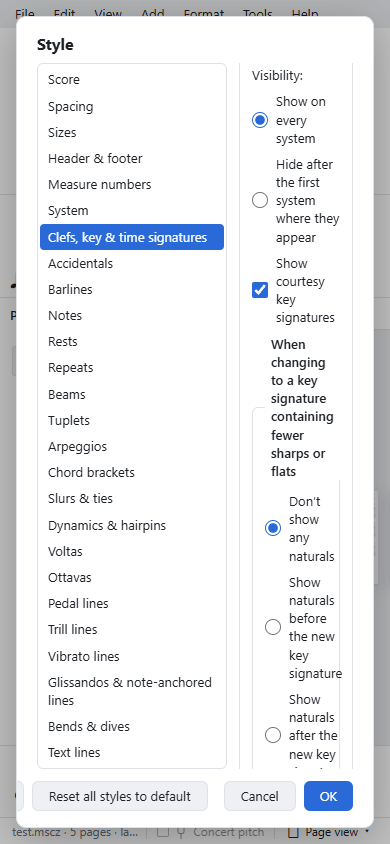 File Edit View Add Format Tools Help
Style
Score
Spacing
Sizes
Header & footer
Measure numbers
System
Clefs, key & time signatures
Accidentals
Barlines
Notes
Rests
Repeats
Beams
Tuplets
Arpeggios
Chord brackets
Slurs & ties
Dynamics & hairpins
Voltas
Ottavas
Pedal lines
Trill lines
Vibrato lines
Glissandos & note-anchored
lines
Bends & dives
Text lines
Visibility:
Show on
every
system
Hide after
the first
system
where they
appear
Show
courtesy
key
signatures
When
changing
to a key
signature
containing
fewer
sharps or
flats
Don't
show
any
naturals
Show
naturals
before
the new
key
signature
Show
naturals
after the
new key
Reset all styles to default
Cancel
OK
test.mscz · 5 pages · la...
Concert pitch
Page view